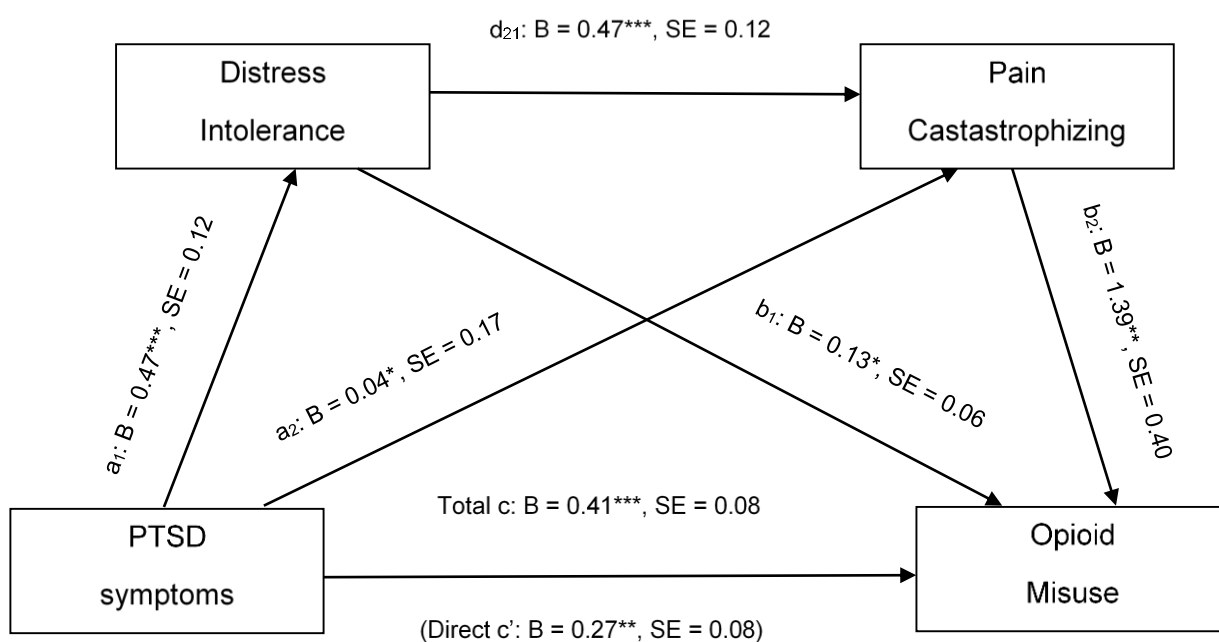 d₂₁: B = 0.47***, SE = 0.12
Distress
Intolerance
Pain
Castastrophizing
a₁: B = 0.47***, SE = 0.12
a₂: B = 0.04*, SE = 0.17
b₁: B = 0.13*, SE = 0.06
b₂: B = 1.39**, SE = 0.40
Total c: B = 0.41***, SE = 0.08
PTSD
symptoms
Opioid
Misuse
(Direct c’: B = 0.27**, SE = 0.08)